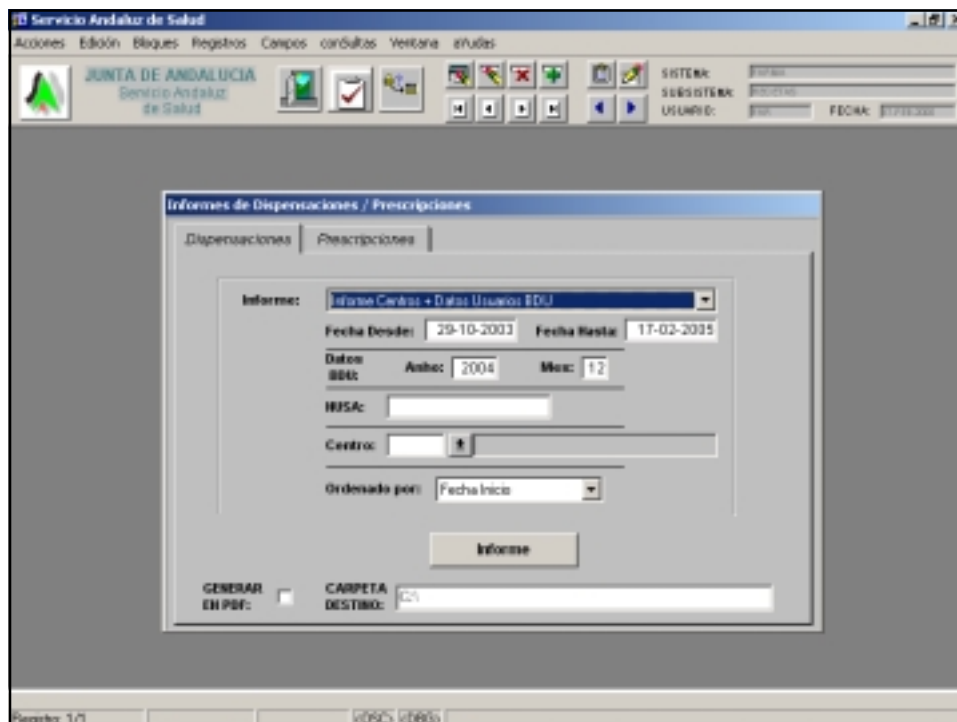 Servicio Andaluz de Salud
Acciones Edición Bloques Registros Campos conSultas Ventana aYudas
JUNTA DE ANDALUCIA
Servicio Andaluz
de Salud
SISTEMA:
SUBSISTEMA: RECETAS
USUARIO: FECHA:
Informes de Dispensaciones / Prescripciones
Dispensaciones Prescripciones
Informe: Informe Centros + Datos Usuarios BDU
Fecha Desde: 29-10-2003 Fecha Hasta: 17-02-2005
Datos BDU: Anho: 2004 Mes: 12
NUSA:
Centro:
Ordenado por: Fecha Inicio
Informe
GENERAR EN PDF: CARPETA DESTINO: C:\
Registro: 1/1 <OSC> <DBG>